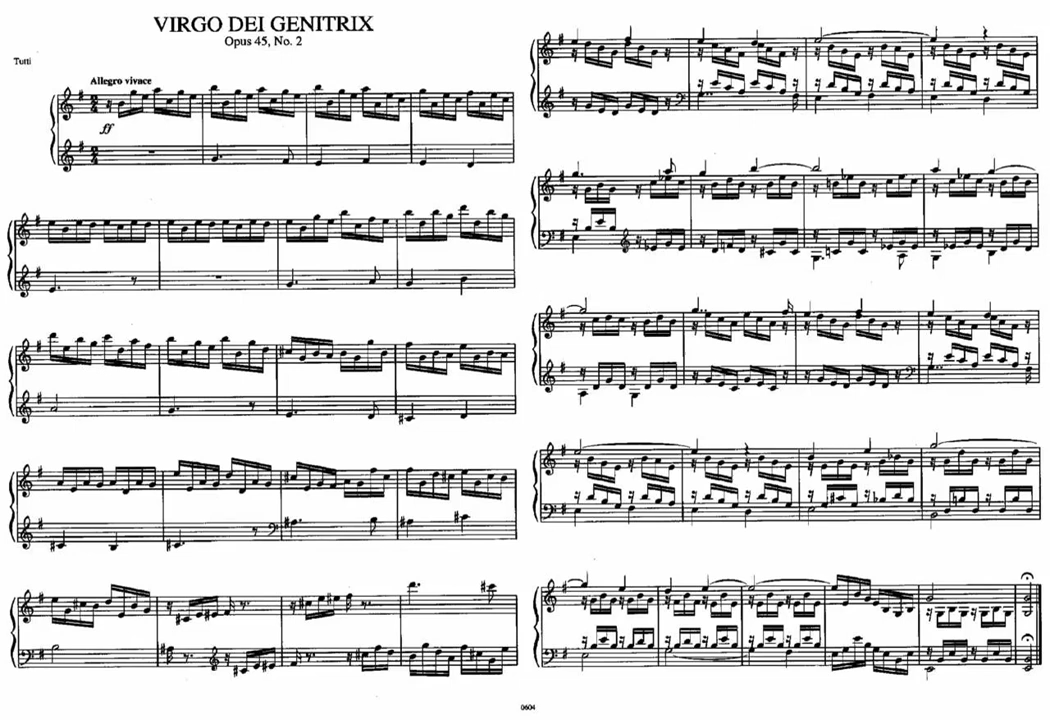 VIRGO DEI GENITRIX
Opus 45, No. 2
Tutti
Allegro vivace
ff
0604